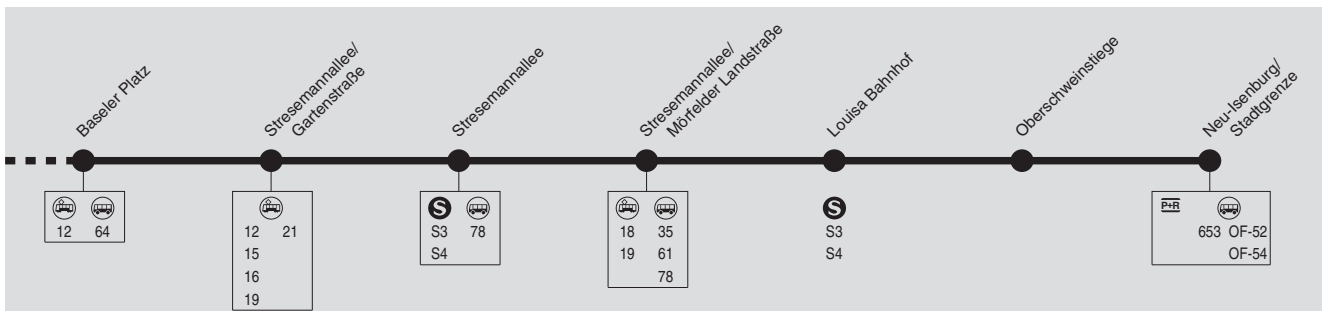 Baseler Platz
Stresemannallee/
Gartenstraße
Stresemannallee
Stresemannallee/
Mörfelder Landstraße
Louisa Bahnhof
Oberschweinstiege
Neu-Isenburg/
Stadtgrenze
12 64
12 21
15
16
19
S
S3 78
S4
18 35
19 61
78
S
S3
S4
P+R
653 OF-52
OF-54